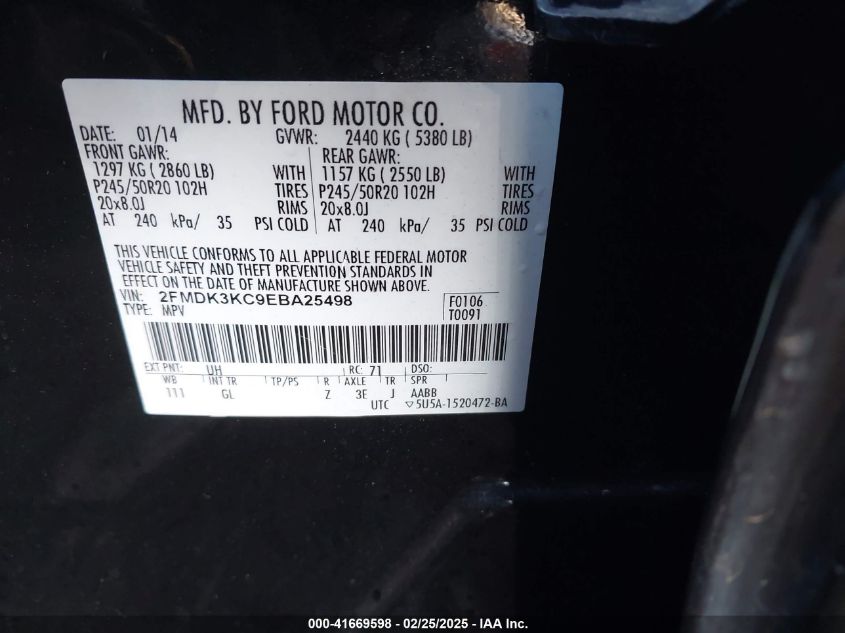 MFD. BY FORD MOTOR CO.
DATE: 01/14 GVWR: 2440 KG ( 5380 LB)
FRONT GAWR: REAR GAWR:
1297 KG ( 2860 LB) WITH 1157 KG ( 2550 LB) WITH
P245/50R20 102H TIRES P245/50R20 102H TIRES
20x8.0J RIMS 20x8.0J RIMS
AT 240 kPa/ 35 PSI COLD AT 240 kPa/ 35 PSI COLD
THIS VEHICLE CONFORMS TO ALL APPLICABLE FEDERAL MOTOR
VEHICLE SAFETY AND THEFT PREVENTION STANDARDS IN
EFFECT ON THE DATE OF MANUFACTURE SHOWN ABOVE.
VIN: 2FMDK3KC9EBA25498 F0106
TYPE: MPV T0091
EXT PNT: UH RC: 71 DSO:
WB INT TR TP/PS R AXLE TR SPR
111 GL Z 3E J AABB
UTC ▽5U5A-1520472-BA
000-41669598 - 02/25/2025 - IAA Inc.